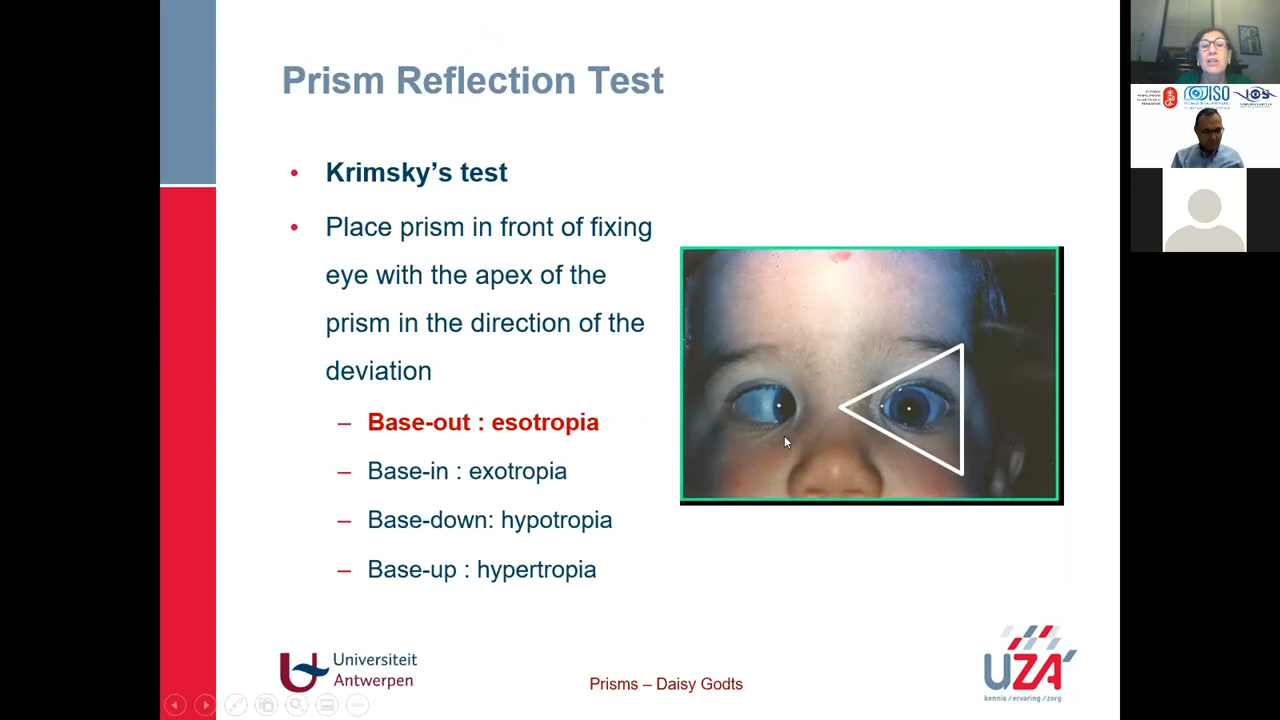 Prism Reflection Test
• Krimsky’s test
• Place prism in front of fixing
eye with the apex of the
prism in the direction of the
deviation
– Base-out : esotropia
– Base-in : exotropia
– Base-down: hypotropia
– Base-up : hypertropia
Universiteit
Antwerpen
Prisms – Daisy Godts
UZA
kennis / ervaring / zorg
ISO